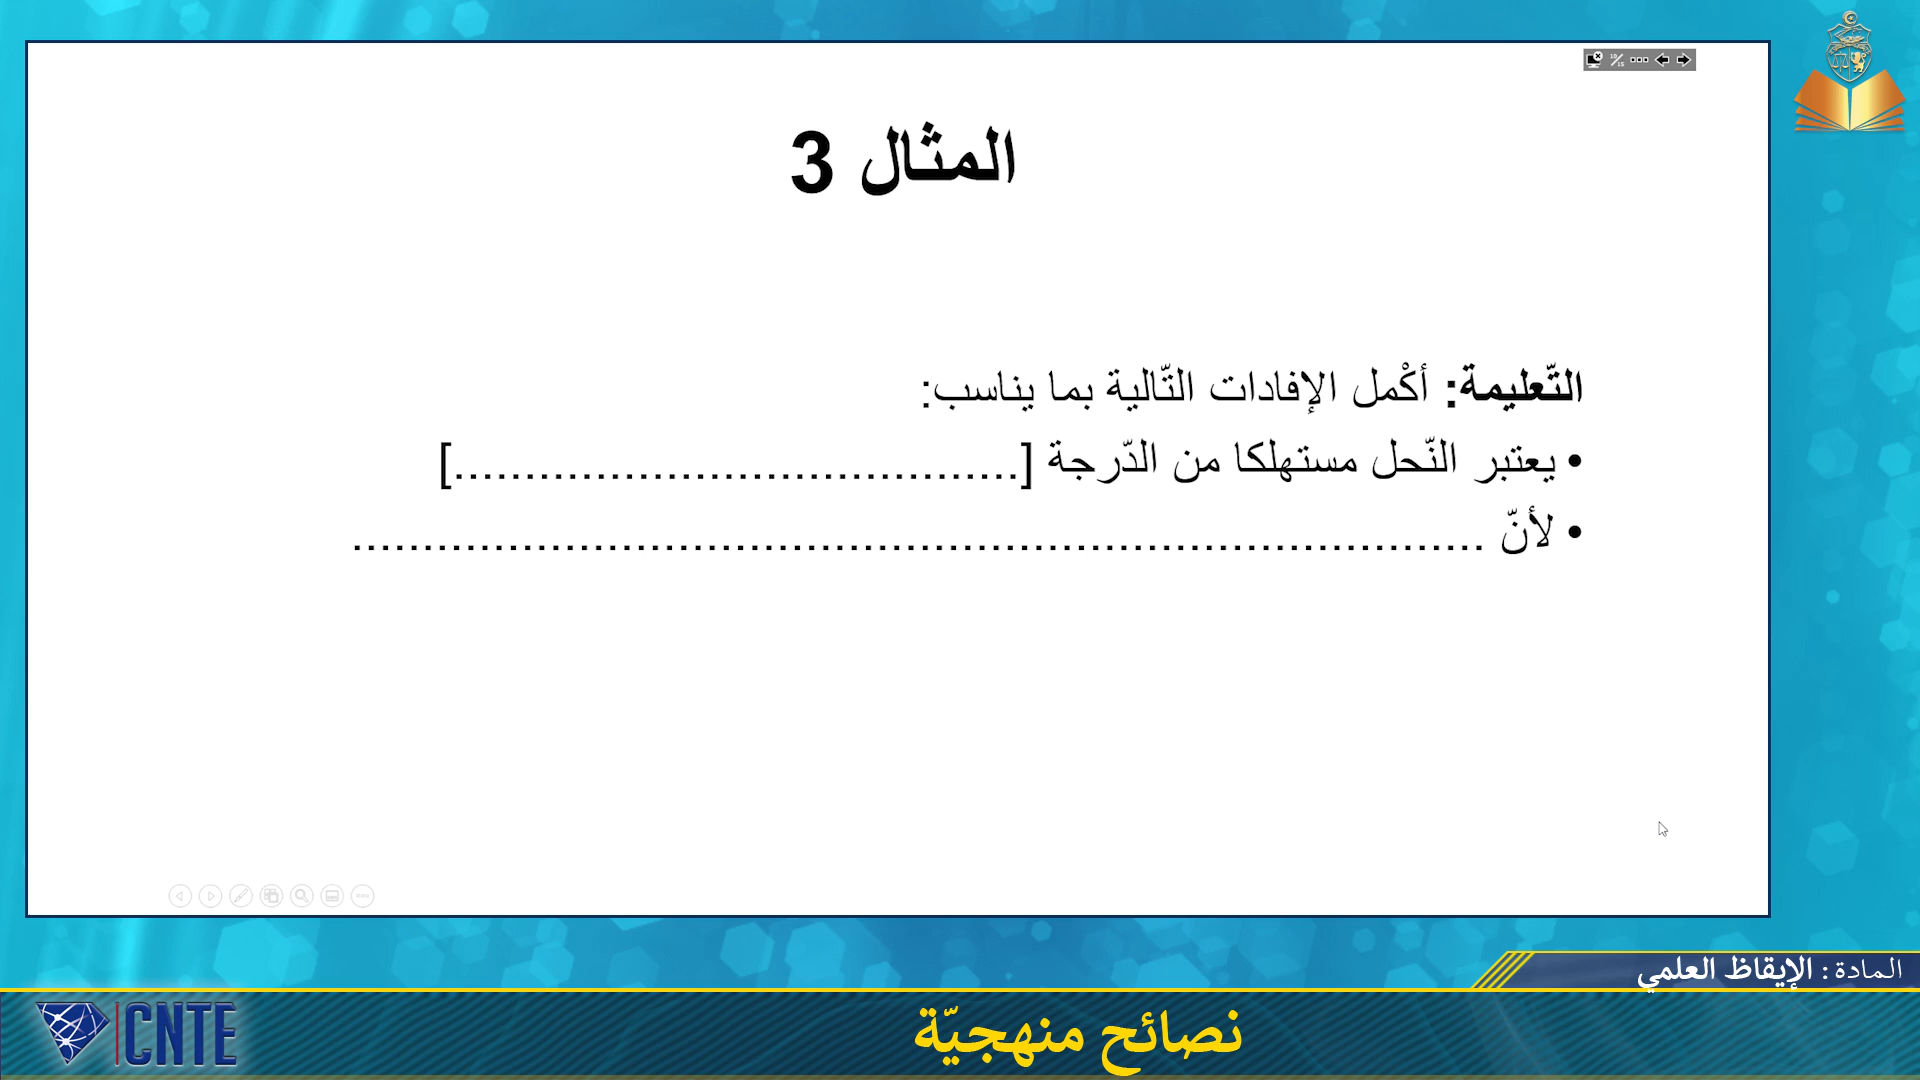 المثال 3
التّعليمة: أكْمل الإفادات التّالية بما يناسب:
• يعتبر النّحل مستهلكا من الدّرجة [........................................]
• لأنّ ................................................................................
المادة : الإيقاظ العلمي
نصائح منهجيّة
CNTE